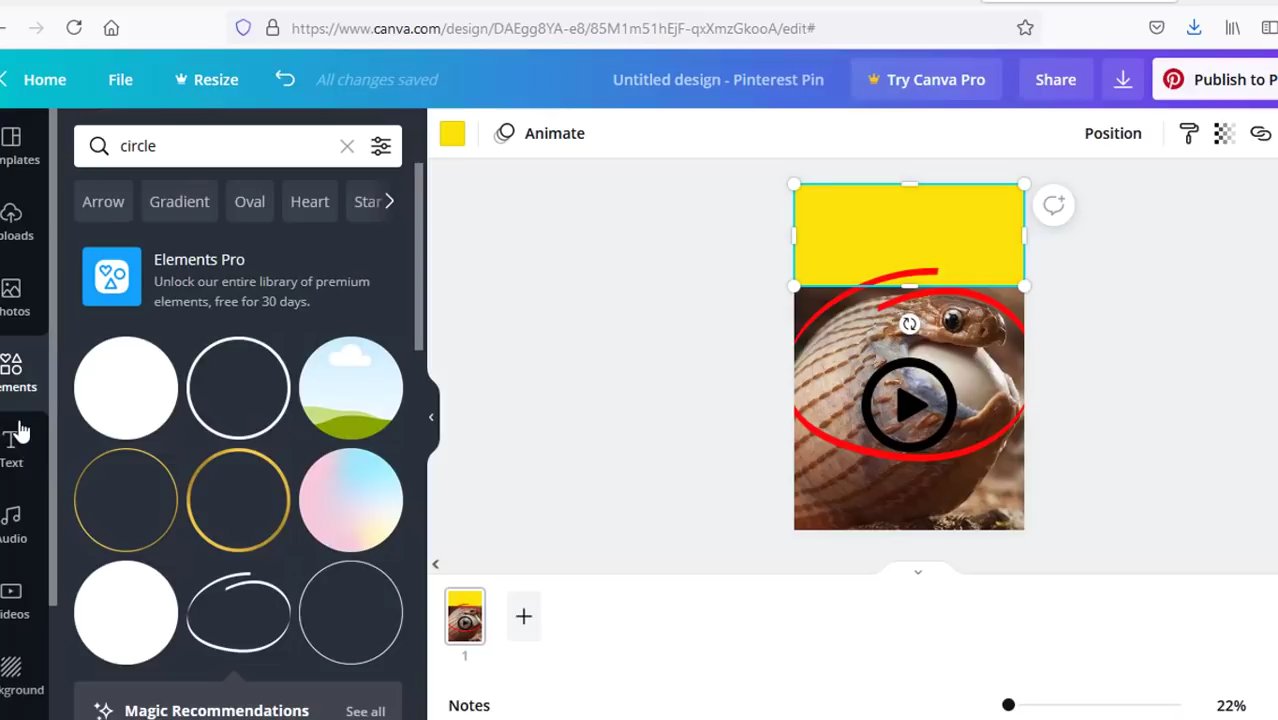 https://www.canva.com/design/DAEgg8YA-e8/85M1m51hEjF-qxXmzGkooA/edit#
Home File Resize All changes saved Untitled design - Pinterest Pin Try Canva Pro Share Publish to P
mplates
ploads
hotos
ements
Text
udio
ideos
kground
circle
Arrow Gradient Oval Heart Star
Elements Pro
Unlock our entire library of premium
elements, free for 30 days.
Magic Recommendations See all
Animate Position
1
Notes 22%